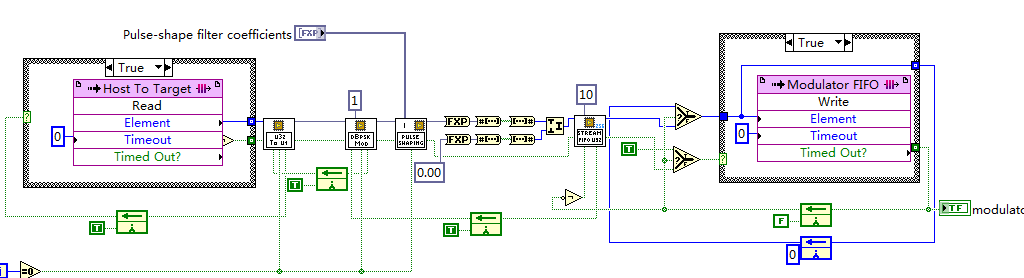 Pulse-shape filter coefficients
FXP
True
True
Host To Target
Read
Element
0
Timeout
Timed Out?
U32
To U1
1
DBPSK
MOD
PULSE
SHAPING
0.00
FXP
FXP
10
STREAM
FIFO U32
Modulator FIFO
Write
Element
0
Timeout
Timed Out?
T
T
T
T
F
TF
modulato
0
i
=0